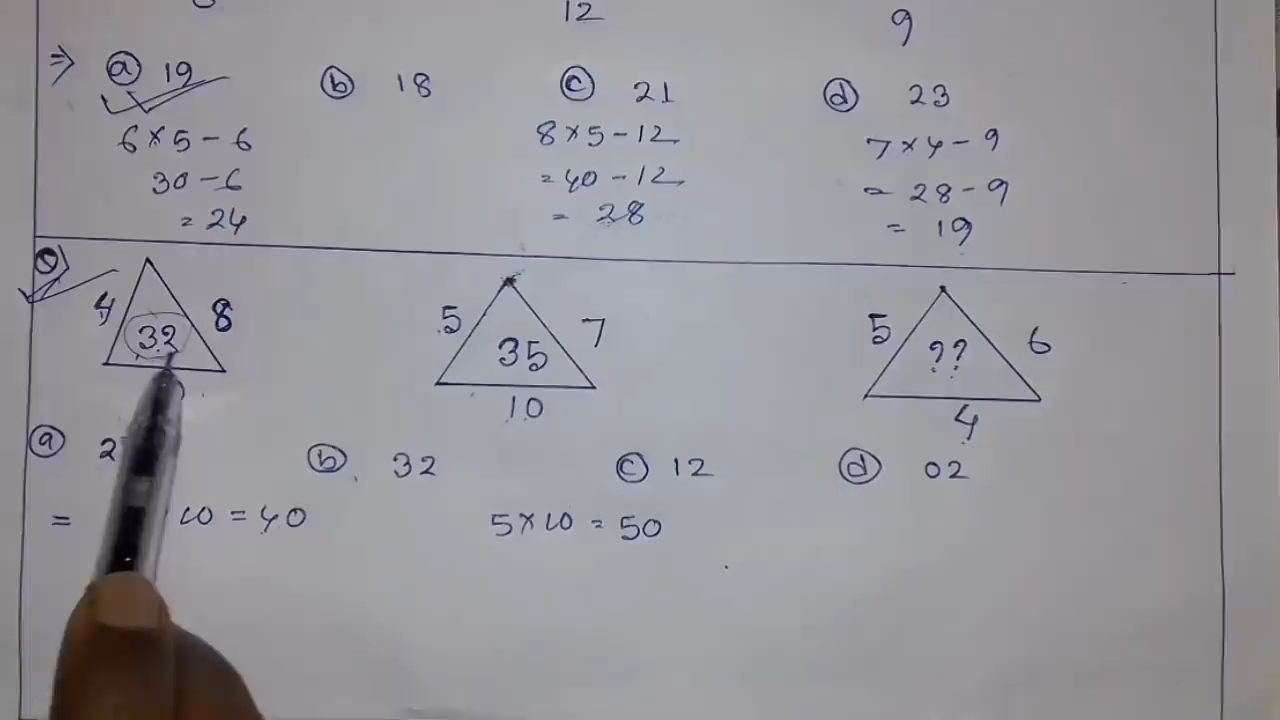 12 9
⇒ (a) 19 (b) 18 (c) 21 (d) 23
6×5-6 8×5-12 7×4-9
30-6 =40-12 = 28-9
=24 = 28 = 19
Q)
4 8 5 7 5 6
32 35 ??
10 4
(a) 2 (b) 32 (c) 12 (d) 02
= 10=40 5×10=50